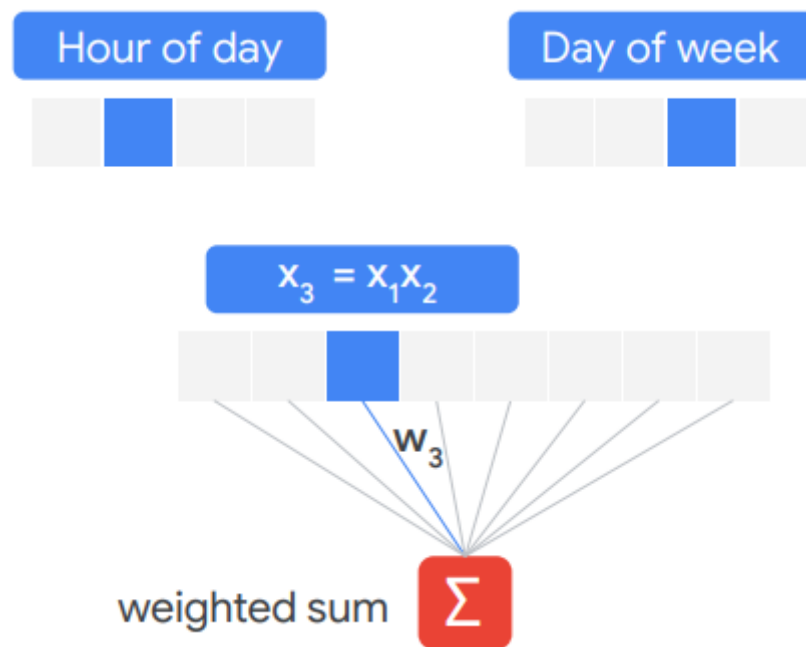 Hour of day
Day of week
x₃ = x₁x₂
w₃
weighted sum Σ